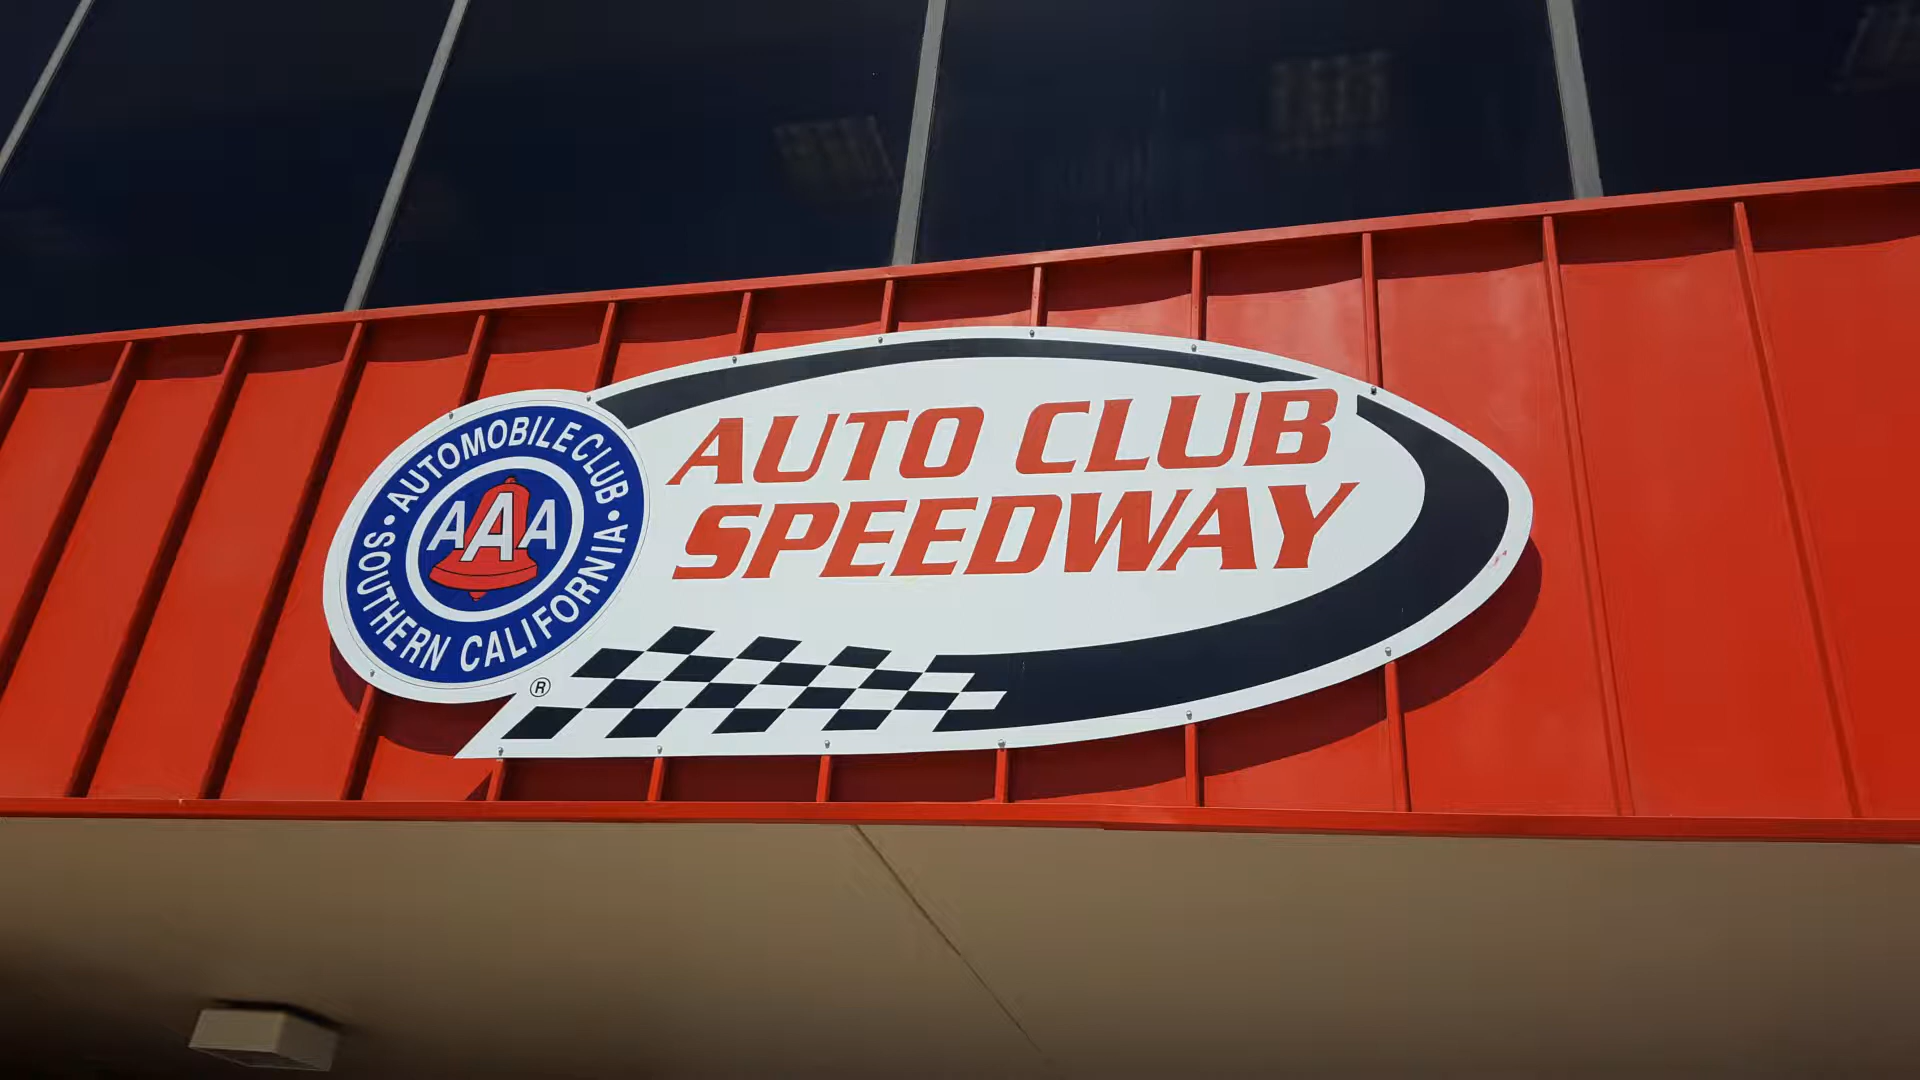 AUTOMOBILE CLUB
AAA
• SOUTHERN CALIFORNIA •
®
AUTO CLUB
SPEEDWAY